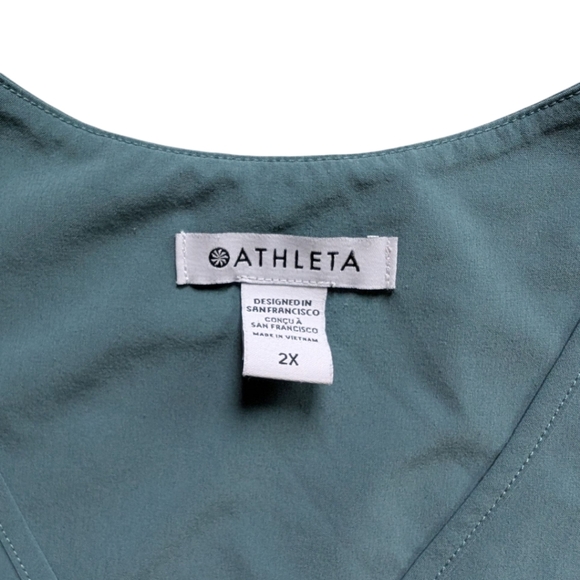 ATHLETA
DESIGNED IN
SAN FRANCISCO
CONÇU À
SAN FRANCISCO
MADE IN VIETNAM
2X